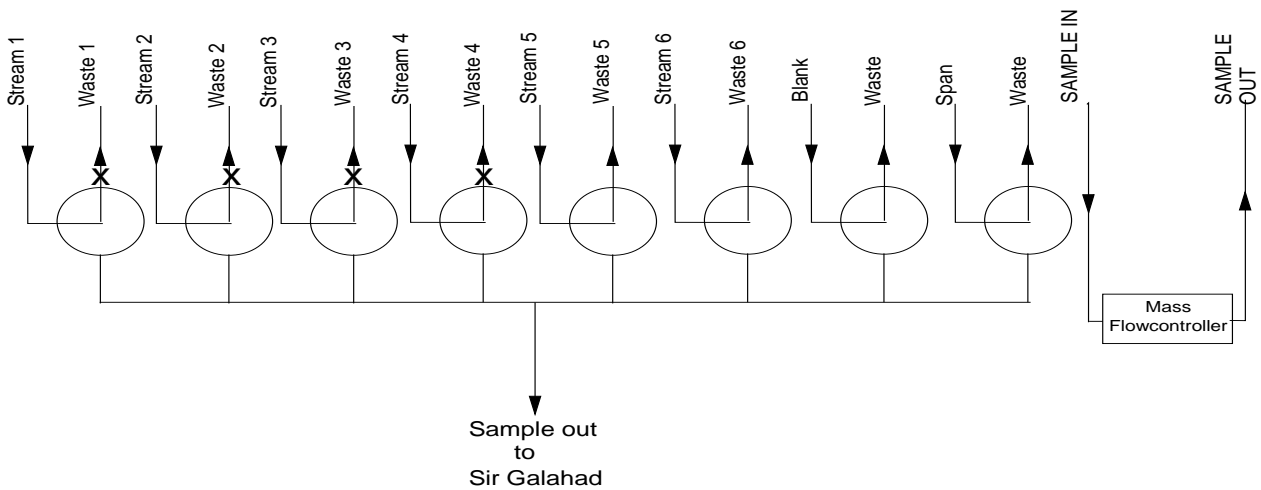 Stream 1
Waste 1
Stream 2
Waste 2
Stream 3
Waste 3
Stream 4
Waste 4
Stream 5
Waste 5
Stream 6
Waste 6
Blank
Waste
Span
Waste
SAMPLE IN
SAMPLE
OUT
X
X
X
X
Mass
Flowcontroller
Sample out
to
Sir Galahad